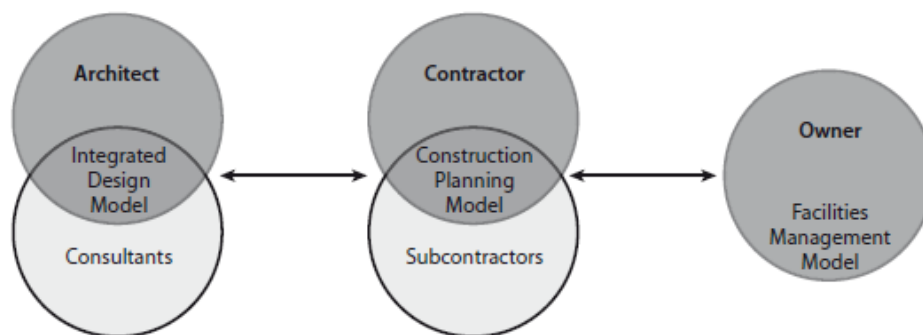 Architect
Integrated
Design
Model
Consultants
Contractor
Construction
Planning
Model
Subcontractors
Owner
Facilities
Management
Model